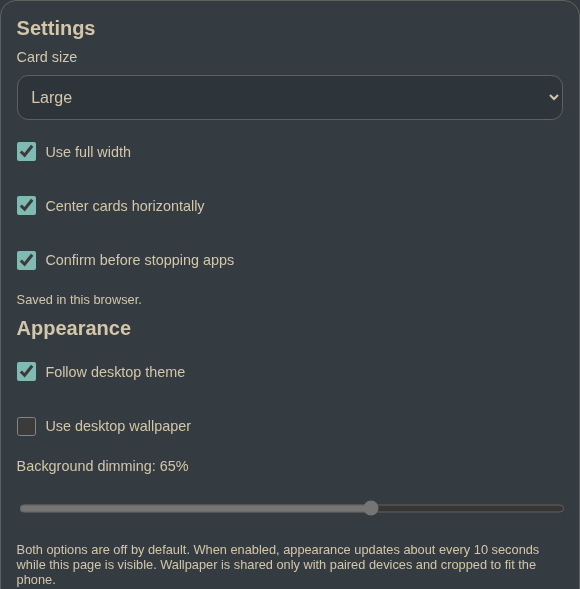 Settings
Card size
Large
Use full width
Center cards horizontally
Confirm before stopping apps
Saved in this browser.
Appearance
Follow desktop theme
Use desktop wallpaper
Background dimming: 65%
Both options are off by default. When enabled, appearance updates about every 10 seconds
while this page is visible. Wallpaper is shared only with paired devices and cropped to fit the
phone.